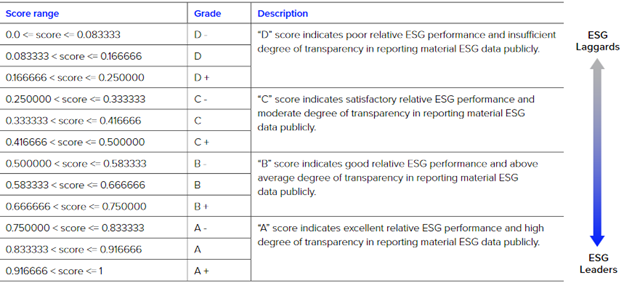 Score range Grade Description
0.0 <= score <= 0.083333 D - "D" score indicates poor relative ESG performance and insufficient
degree of transparency in reporting material ESG
data publicly.
0.083333 < score <= 0.166666 D
0.166666 < score <= 0.250000 D +
0.250000 < score <= 0.333333 C - "C" score indicates satisfactory relative ESG performance and
moderate degree of transparency in reporting material ESG
data publicly.
0.333333 < score <= 0.416666 C
0.416666 < score <= 0.500000 C +
0.500000 < score <= 0.583333 B - "B" score indicates good relative ESG performance and above
average degree of transparency in reporting material ESG
data publicly.
0.583333 < score <= 0.666666 B
0.666666 < score <= 0.750000 B +
0.750000 < score <= 0.833333 A - "A" score indicates excellent relative ESG performance and high
degree of transparency in reporting material ESG data publicly.
0.833333 < score <= 0.916666 A
0.916666 < score <= 1 A +
ESG
Laggards
ESG
Leaders